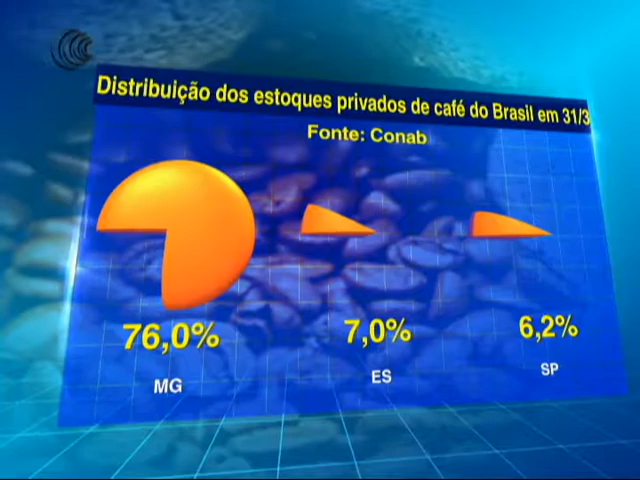 Distribuição dos estoques privados de café do Brasil em 31/3
Fonte: Conab
76,0% 7,0% 6,2%
MG ES SP